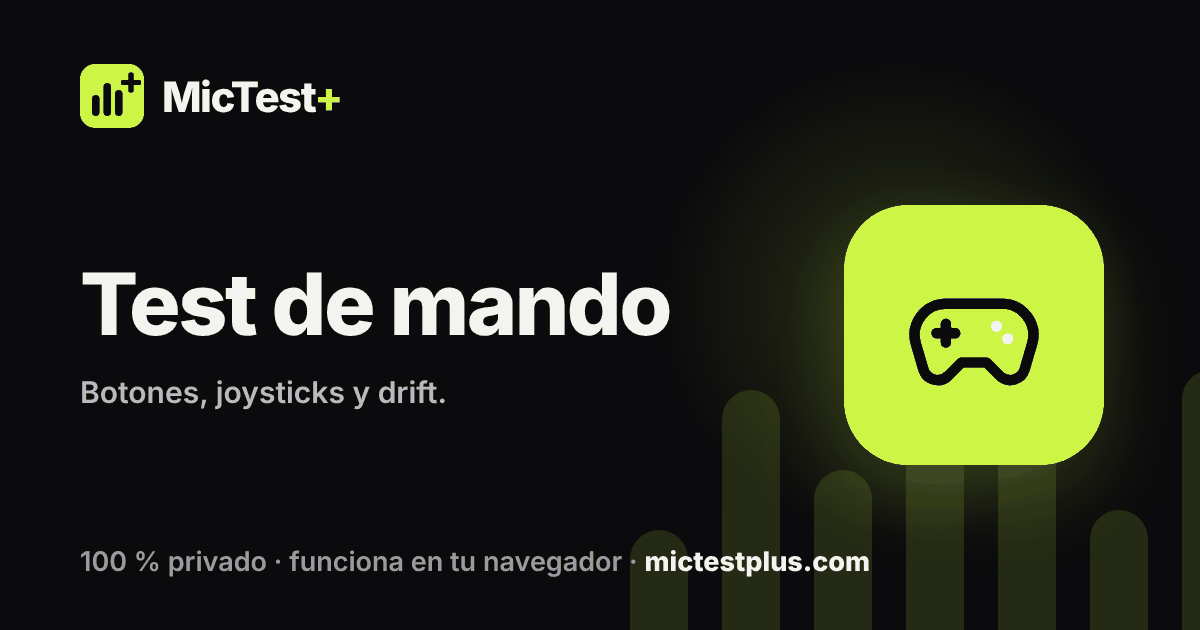 MicTest+
Test de mando
Botones, joysticks y drift.
100 % privado · funciona en tu navegador · mictestplus.com